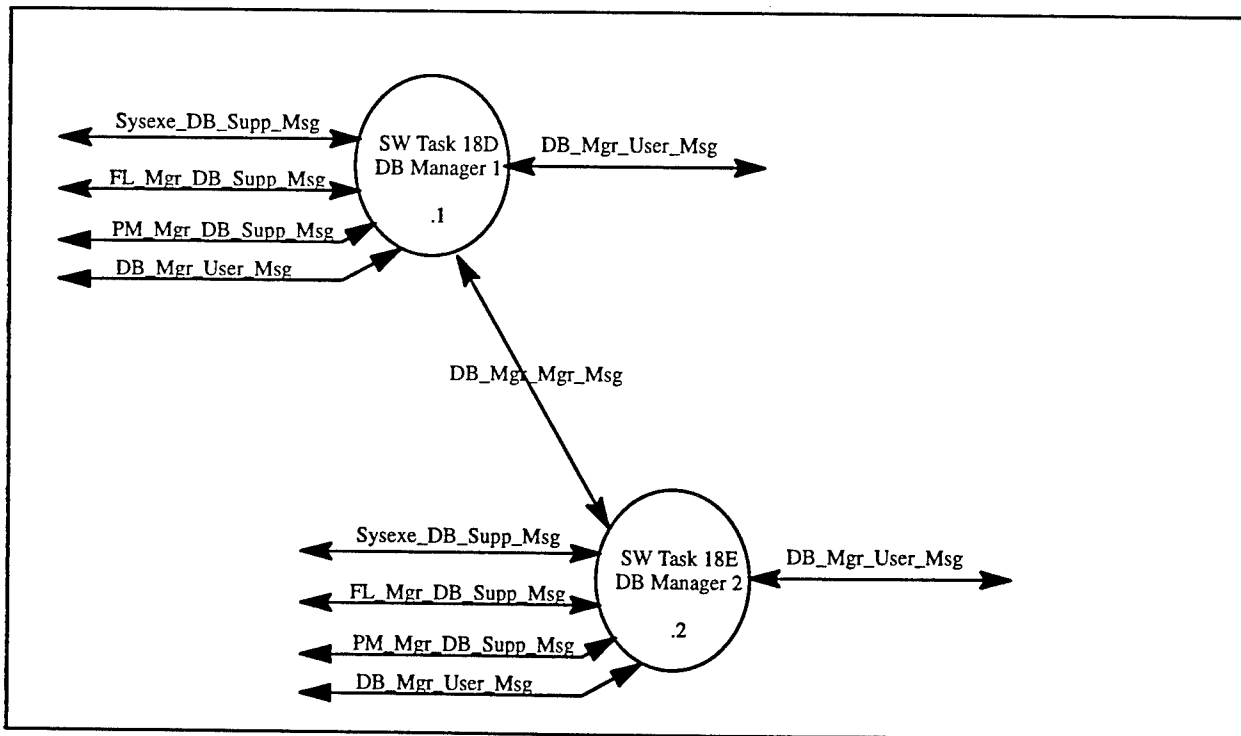 Sysexe_DB_Supp_Msg
FL_Mgr_DB_Supp_Msg
PM_Mgr_DB_Supp_Msg
DB_Mgr_User_Msg
SW Task 18D
DB Manager 1
.1
DB_Mgr_User_Msg
DB_Mgr_Mgr_Msg
Sysexe_DB_Supp_Msg
FL_Mgr_DB_Supp_Msg
PM_Mgr_DB_Supp_Msg
DB_Mgr_User_Msg
SW Task 18E
DB Manager 2
.2
DB_Mgr_User_Msg